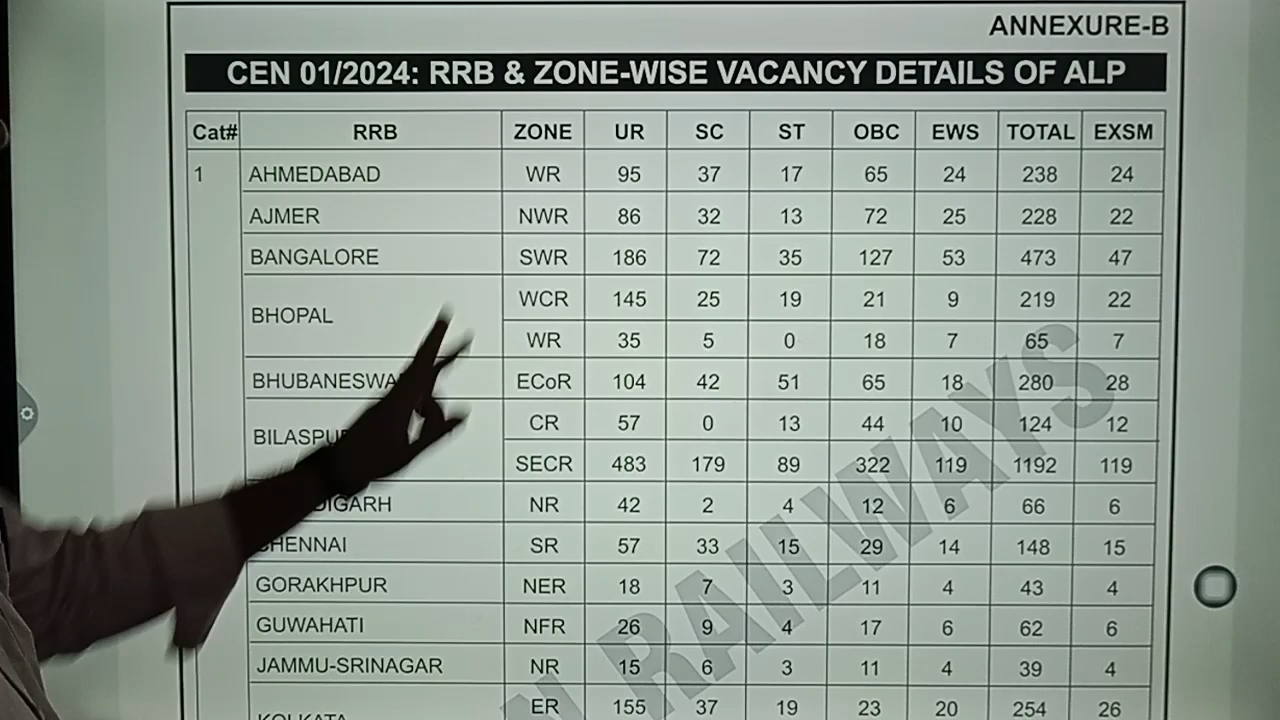 ANNEXURE-B
CEN 01/2024: RRB & ZONE-WISE VACANCY DETAILS OF ALP
Cat# RRB ZONE UR SC ST OBC EWS TOTAL EXSM
1 AHMEDABAD WR 95 37 17 65 24 238 24
AJMER NWR 86 32 13 72 25 228 22
BANGALORE SWR 186 72 35 127 53 473 47
BHOPAL WCR 145 25 19 21 9 219 22
WR 35 5 0 18 7 65 7
ECoR 104 42 51 65 18 280 28
CR 57 0 13 44 10 124 12
SECR 483 179 89 322 119 1192 119
NR 42 2 4 12 6 66 6
CHENNAI SR 57 33 15 29 14 148 15
GORAKHPUR NER 18 7 3 11 4 43 4
GUWAHATI NFR 26 9 4 17 6 62 6
JAMMU-SRINAGAR NR 15 6 3 11 4 39 4
KOLKATA ER 155 37 19 23 20 254 26
RAILWAYS